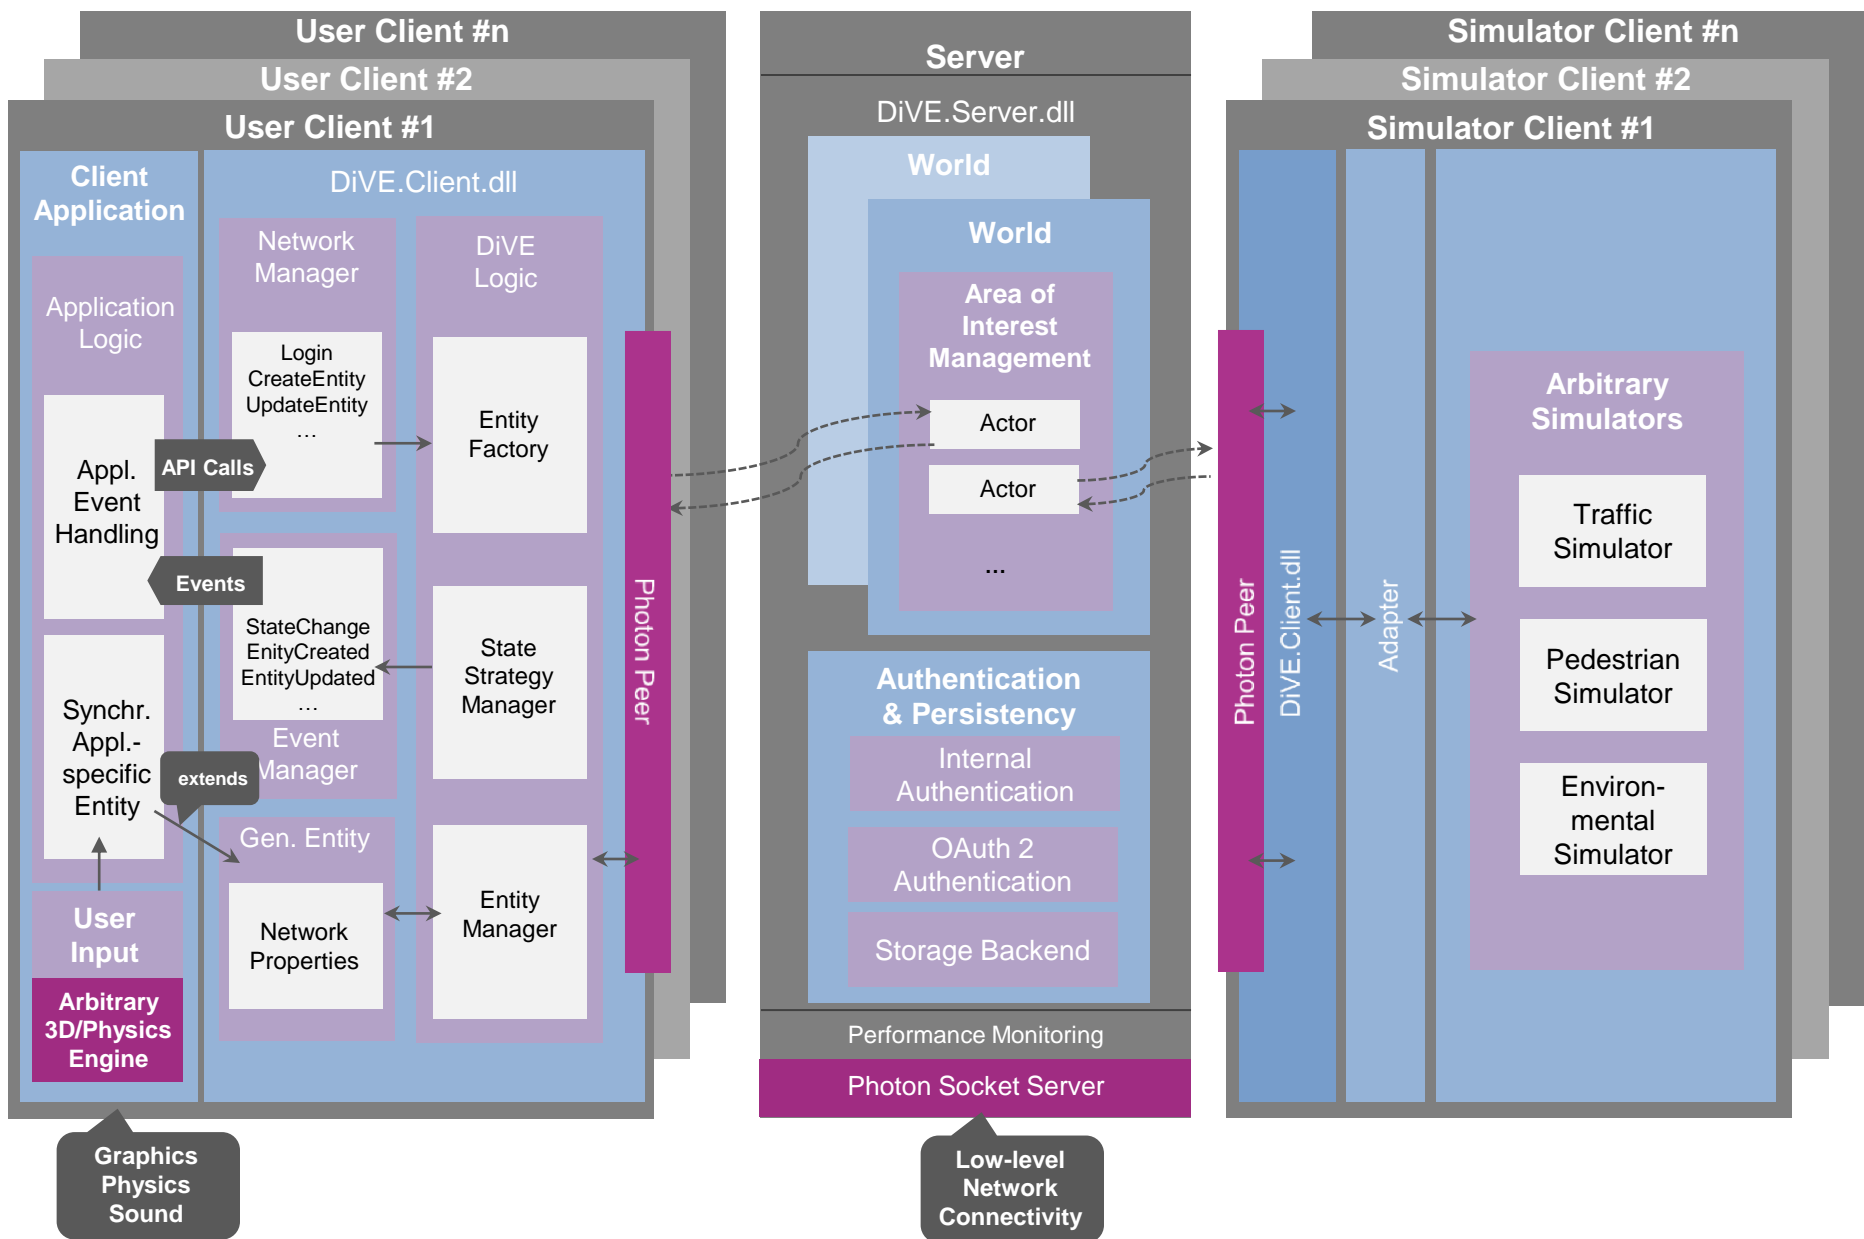 User Client #n
User Client #2
User Client #1
Client
Application
Application
Logic
Appl.
Event
Handling
Synchr.
Appl.-
specific
Entity
User
Input
Arbitrary
3D/Physics
Engine
Graphics
Physics
Sound
API Calls
Events
extends
DiVE.Client.dll
Network
Manager
Login
CreateEntity
UpdateEntity
...
StateChange
EnityCreated
EntityUpdated
...
Event
Manager
Gen. Entity
Network
Properties
DiVE
Logic
Entity
Factory
State
Strategy
Manager
Entity
Manager
Photon Peer
Server
DiVE.Server.dll
World
World
Area of
Interest
Management
Actor
Actor
...
Authentication
& Persistency
Internal
Authentication
OAuth 2
Authentication
Storage Backend
Performance Monitoring
Photon Socket Server
Low-level
Network
Connectivity
Simulator Client #n
Simulator Client #2
Simulator Client #1
Photon Peer
DiVE.Client.dll
Adapter
Arbitrary
Simulators
Traffic
Simulator
Pedestrian
Simulator
Environ-
mental
Simulator